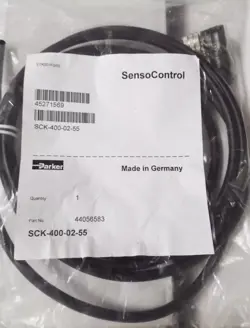 SensoControl
45271569
SCK-400-02-55
Parker
Made in Germany
Quantity 1
Part No. 44056583
SCK-400-02-55